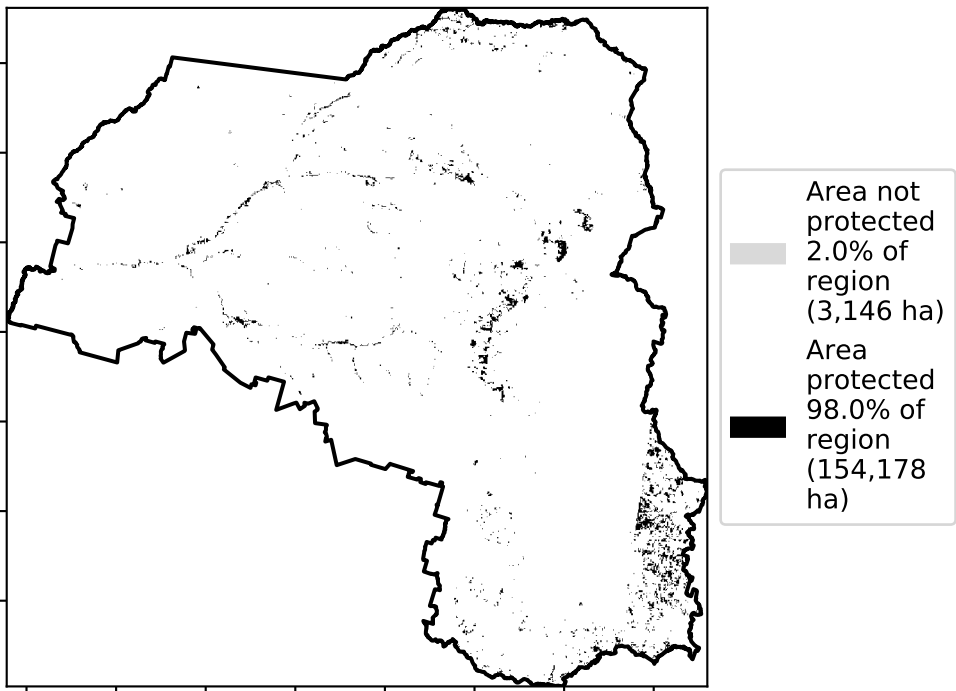 Area not
protected
2.0% of
region
(3,146 ha)
Area
protected
98.0% of
region
(154,178
ha)